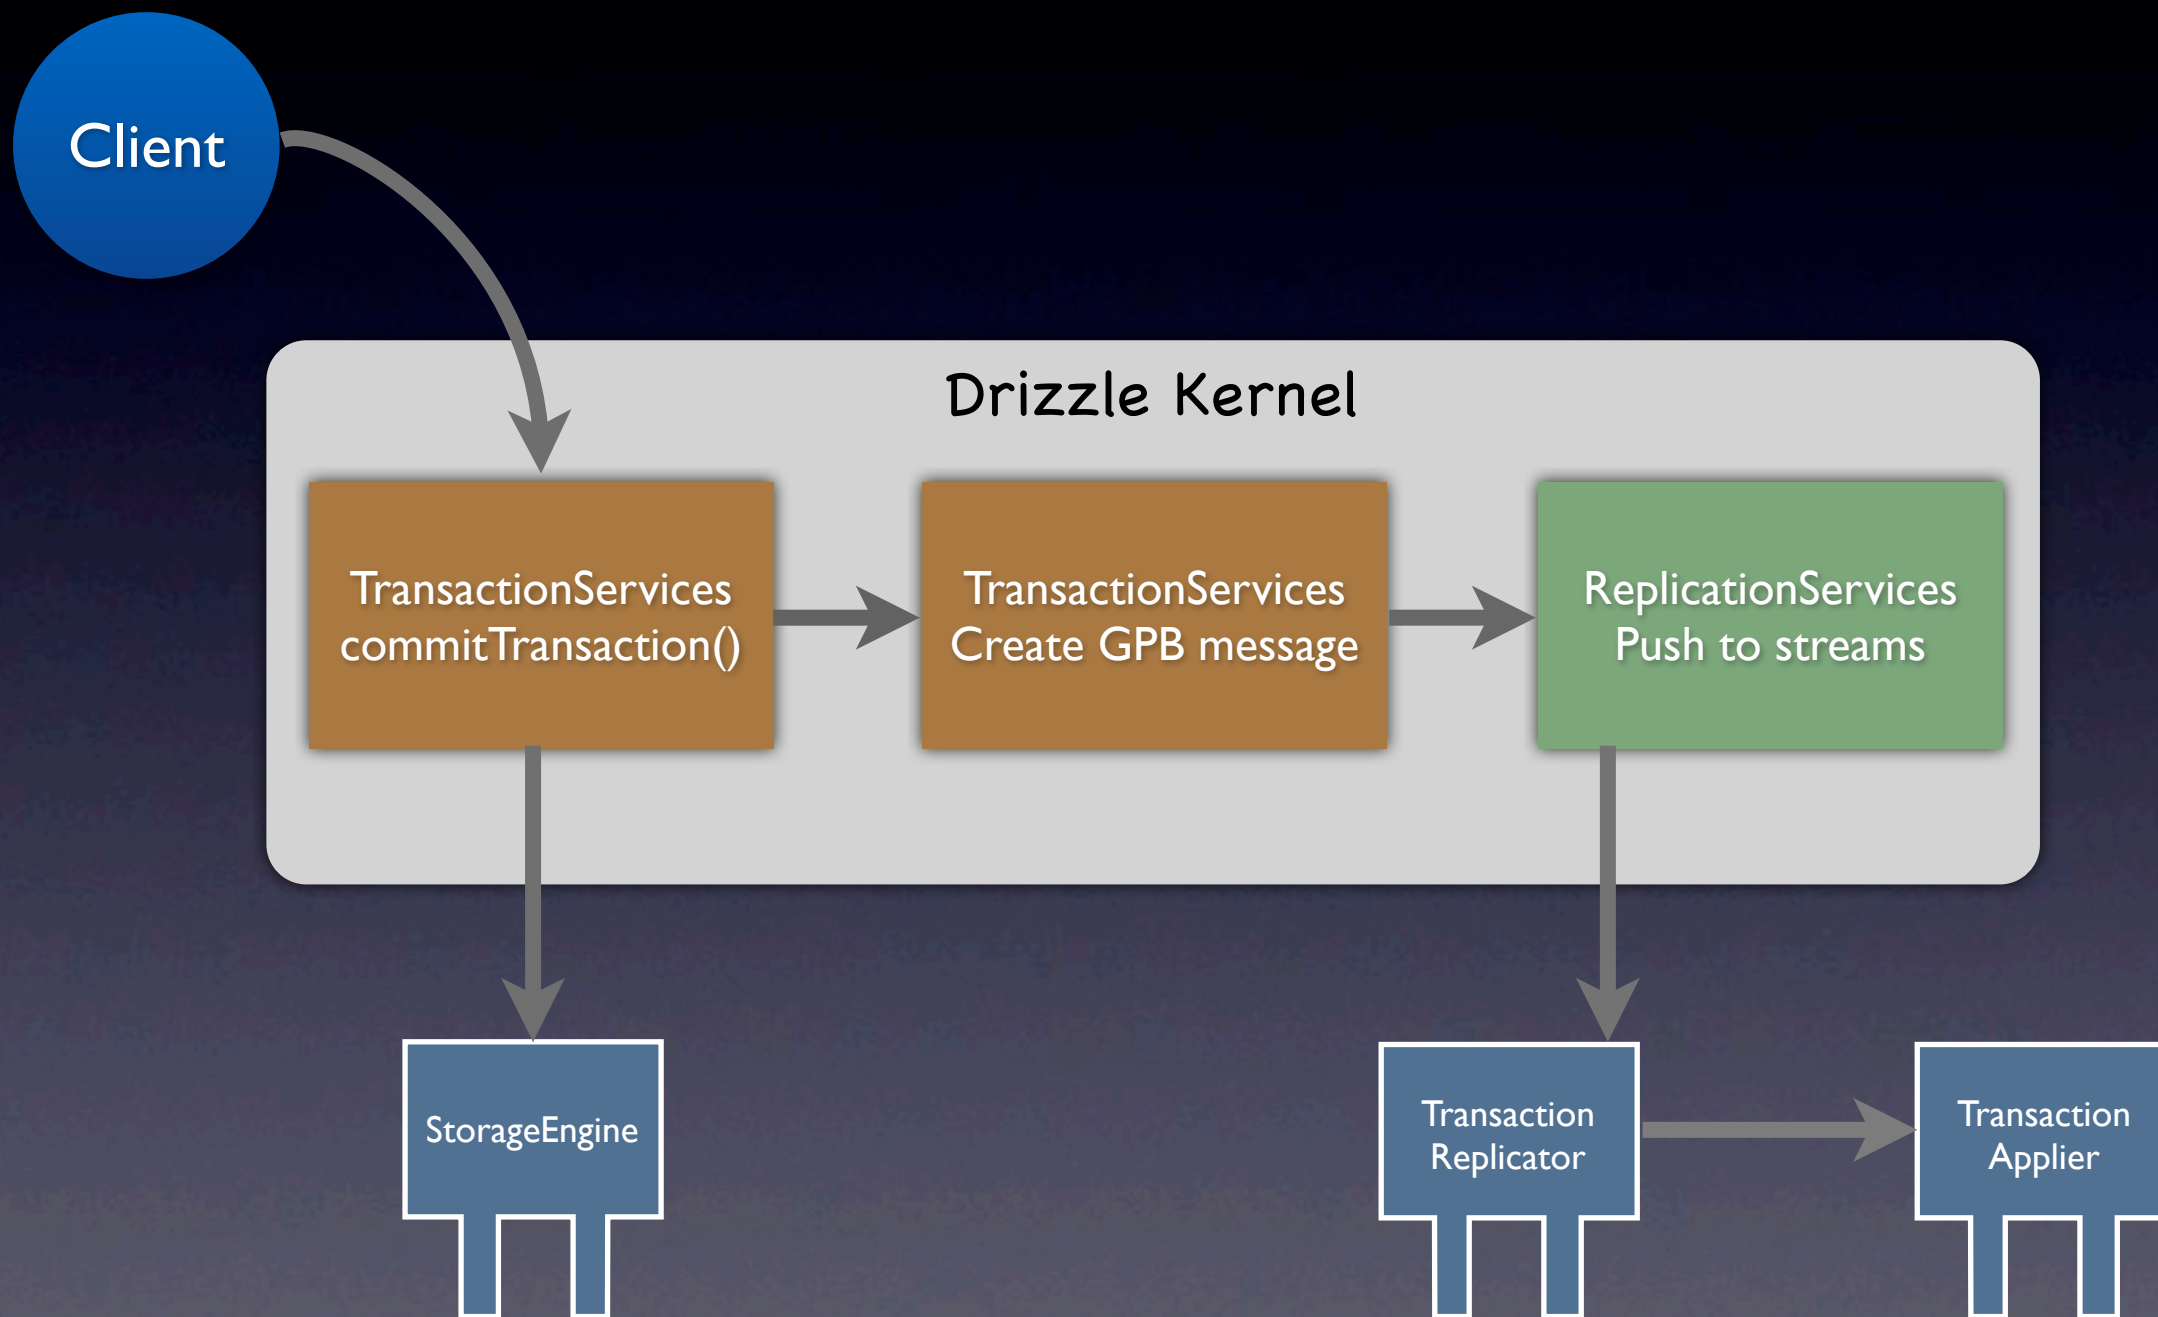 Client
Drizzle Kernel
TransactionServices
commitTransaction()
TransactionServices
Create GPB message
ReplicationServices
Push to streams
StorageEngine
Transaction
Replicator
Transaction
Applier